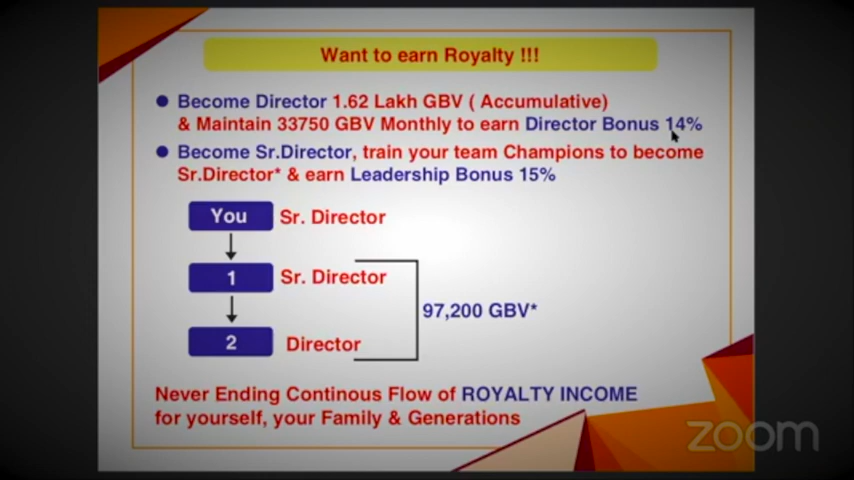 Want to earn Royalty !!!
Become Director 1.62 Lakh GBV ( Accumulative)
& Maintain 33750 GBV Monthly to earn Director Bonus 14%
Become Sr.Director, train your team Champions to become
Sr.Director* & earn Leadership Bonus 15%
You Sr. Director
1 Sr. Director
97,200 GBV*
2 Director
Never Ending Continous Flow of ROYALTY INCOME
for yourself, your Family & Generations
zoom